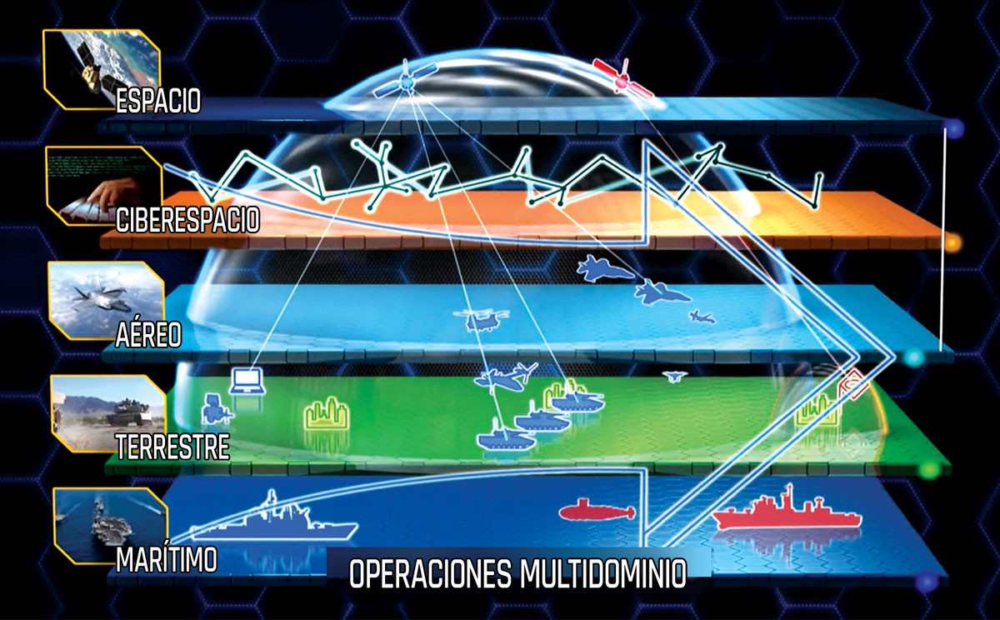 ESPACIO
CIBERESPACIO
AÉREO
TERRESTRE
MARÍTIMO
OPERACIONES MULTIDOMINIO